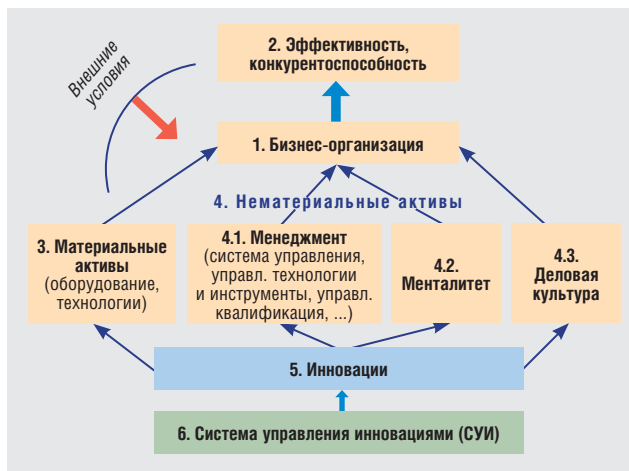 2. Эффективность,
конкурентоспособность
Внешние
условия
1. Бизнес-организация
4. Нематериальные активы
3. Материальные
активы
(оборудование,
технологии)
4.1. Менеджмент
(система управления,
управл. технологии
и инструменты, управл.
квалификация, ...)
4.2.
Менталитет
4.3.
Деловая
культура
5. Инновации
6. Система управления инновациями (СУИ)